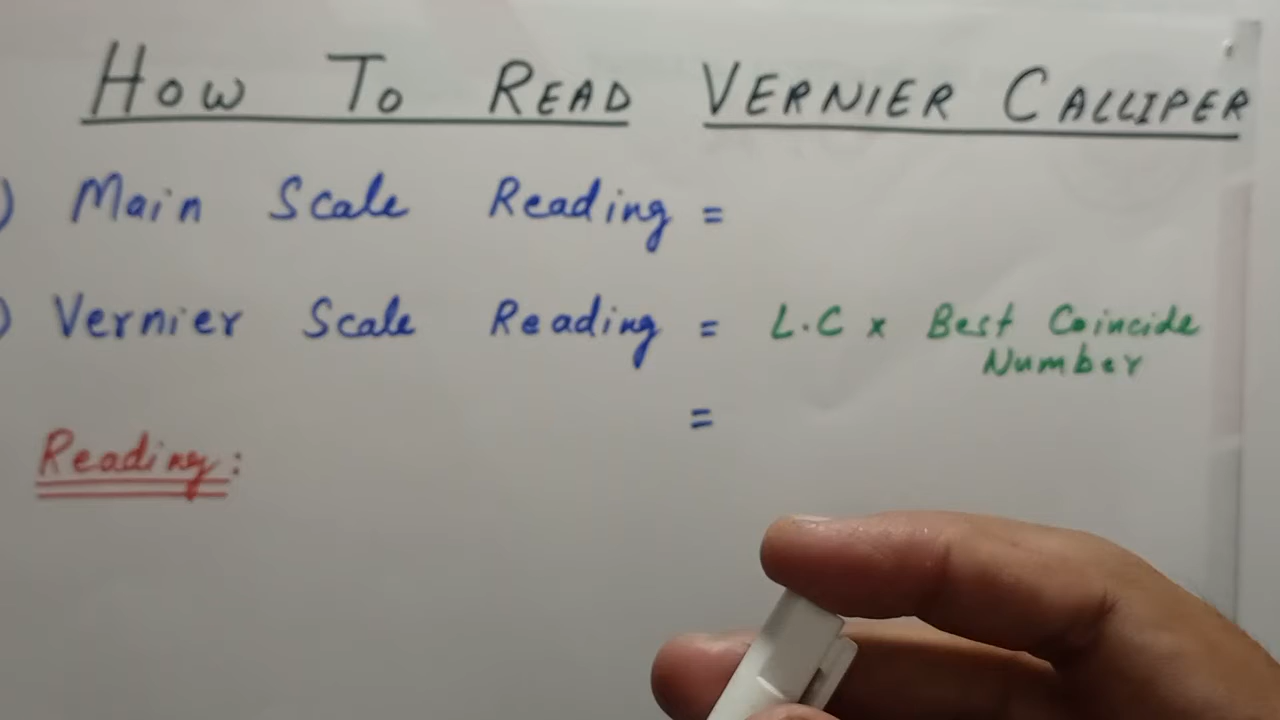 HOW TO READ VERNIER CALLIPER
) Main Scale Reading =
) Vernier Scale Reading = L.C x Best Coincide
Number
=
Reading: